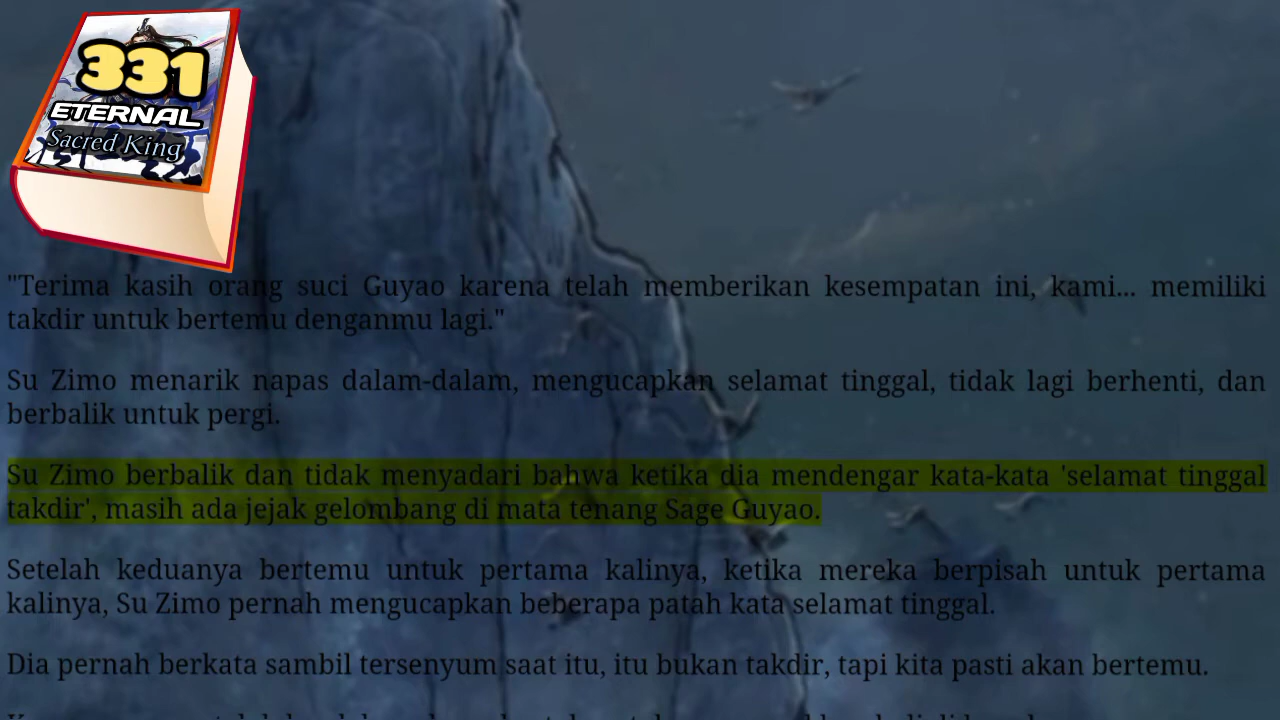 331
ETERNAL
Sacred King
"Terima kasih orang suci Guyao karena telah memberikan kesempatan ini, kami... memiliki
takdir untuk bertemu denganmu lagi."
Su Zimo menarik napas dalam-dalam, mengucapkan selamat tinggal, tidak lagi berhenti, dan
berbalik untuk pergi.
Su Zimo berbalik dan tidak menyadari bahwa ketika dia mendengar kata-kata 'selamat tinggal
takdir', masih ada jejak gelombang di mata tenang Sage Guyao.
Setelah keduanya bertemu untuk pertama kalinya, ketika mereka berpisah untuk pertama
kalinya, Su Zimo pernah mengucapkan beberapa patah kata selamat tinggal.
Dia pernah berkata sambil tersenyum saat itu, itu bukan takdir, tapi kita pasti akan bertemu.